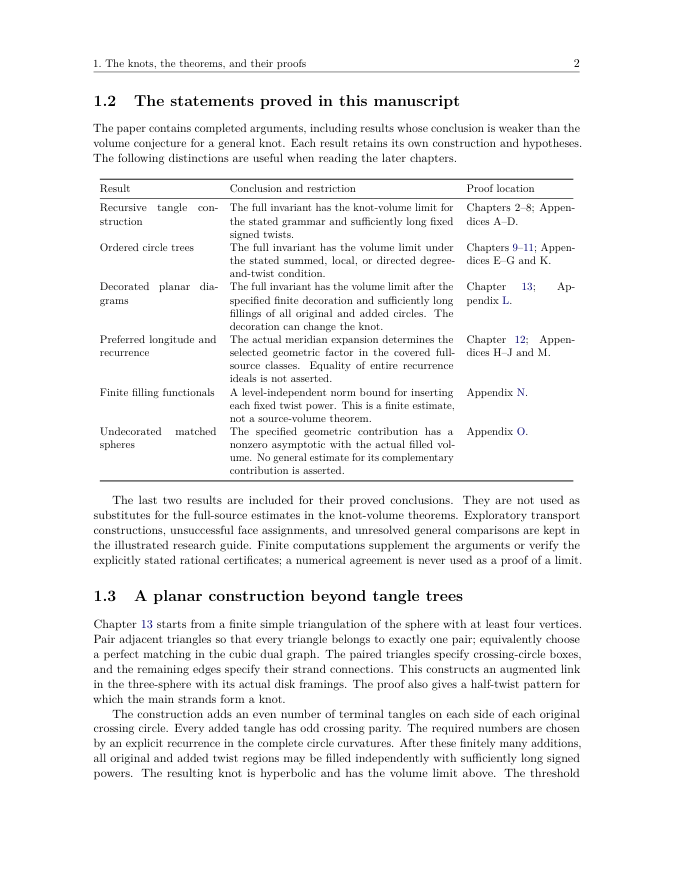 1. The knots, the theorems, and their proofs 2
1.2 The statements proved in this manuscript
The paper contains completed arguments, including results whose conclusion is weaker than the
volume conjecture for a general knot. Each result retains its own construction and hypotheses.
The following distinctions are useful when reading the later chapters.
Result Conclusion and restriction Proof location
Recursive tangle con- The full invariant has the knot-volume limit for Chapters 2–8; Appen-
struction the stated grammar and sufficiently long fixed dices A–D.
signed twists.
Ordered circle trees The full invariant has the volume limit under Chapters 9–11; Appen-
the stated summed, local, or directed degree- dices E–G and K.
and-twist condition.
Decorated planar dia- The full invariant has the volume limit after the Chapter 13; Ap-
grams specified finite decoration and sufficiently long pendix L.
fillings of all original and added circles. The
decoration can change the knot.
Preferred longitude and The actual meridian expansion determines the Chapter 12; Appen-
recurrence selected geometric factor in the covered full- dices H–J and M.
source classes. Equality of entire recurrence
ideals is not asserted.
Finite filling functionals A level-independent norm bound for inserting Appendix N.
each fixed twist power. This is a finite estimate,
not a source-volume theorem.
Undecorated matched The specified geometric contribution has a Appendix O.
spheres nonzero asymptotic with the actual filled vol-
ume. No general estimate for its complementary
contribution is asserted.
The last two results are included for their proved conclusions. They are not used as
substitutes for the full-source estimates in the knot-volume theorems. Exploratory transport
constructions, unsuccessful face assignments, and unresolved general comparisons are kept in
the illustrated research guide. Finite computations supplement the arguments or verify the
explicitly stated rational certificates; a numerical agreement is never used as a proof of a limit.
1.3 A planar construction beyond tangle trees
Chapter 13 starts from a finite simple triangulation of the sphere with at least four vertices.
Pair adjacent triangles so that every triangle belongs to exactly one pair; equivalently choose
a perfect matching in the cubic dual graph. The paired triangles specify crossing-circle boxes,
and the remaining edges specify their strand connections. This constructs an augmented link
in the three-sphere with its actual disk framings. The proof also gives a half-twist pattern for
which the main strands form a knot.
The construction adds an even number of terminal tangles on each side of each original
crossing circle. Every added tangle has odd crossing parity. The required numbers are chosen
by an explicit recurrence in the complete circle curvatures. After these finitely many additions,
all original and added twist regions may be filled independently with sufficiently long signed
powers. The resulting knot is hyperbolic and has the volume limit above. The threshold